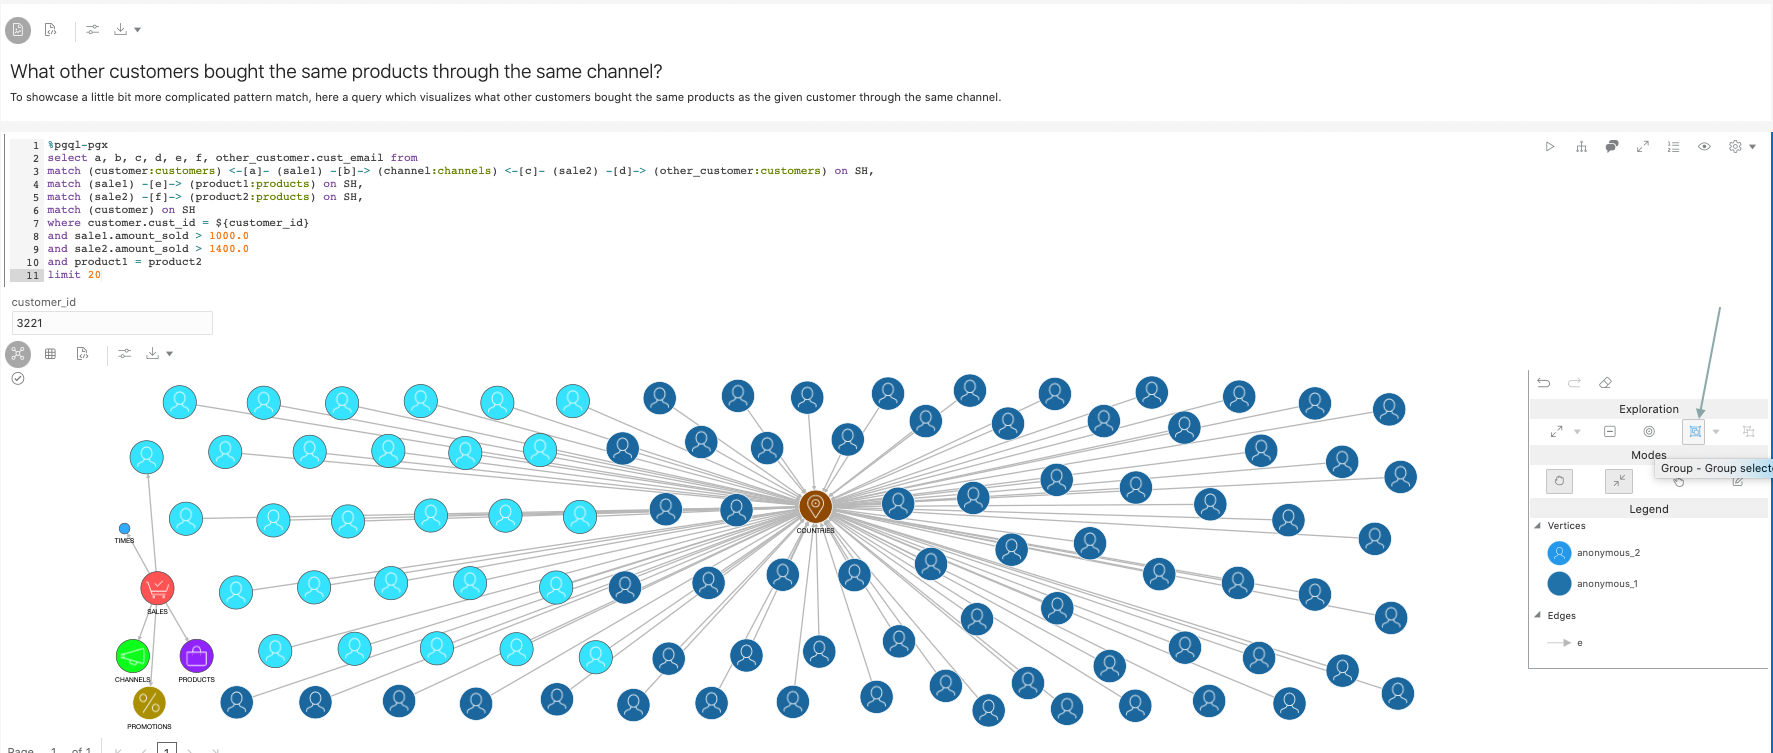 What other customers bought the same products through the same channel?
To showcase a little bit more complicated pattern match, here a query which visualizes what other customers bought the same products as the given customer through the same channel.
1 %pgql-pgx
2 select a, b, c, d, e, f, other_customer.cust_email from
3 match (customer:customers) <-[a]- (sale1) -[b]-> (channel:channels) <-[c]- (sale2) -[d]-> (other_customer:customers) on SH,
4 match (sale1) -[e]-> (product1:products) on SH,
5 match (sale2) -[f]-> (product2:products) on SH,
6 match (customer) on SH
7 where customer.cust_id = ${customer_id}
8 and sale1.amount_sold > 1000.0
9 and sale2.amount_sold > 1400.0
10 and product1 = product2
11 limit 20
customer_id
3221
Exploration
Modes
Group - Group selecte
Legend
Vertices
anonymous_2
anonymous_1
Edges
e
COUNTRIES
TIMES
SALES
CHANNELS
PRODUCTS
PROMOTIONS
Page 1 of 1 1